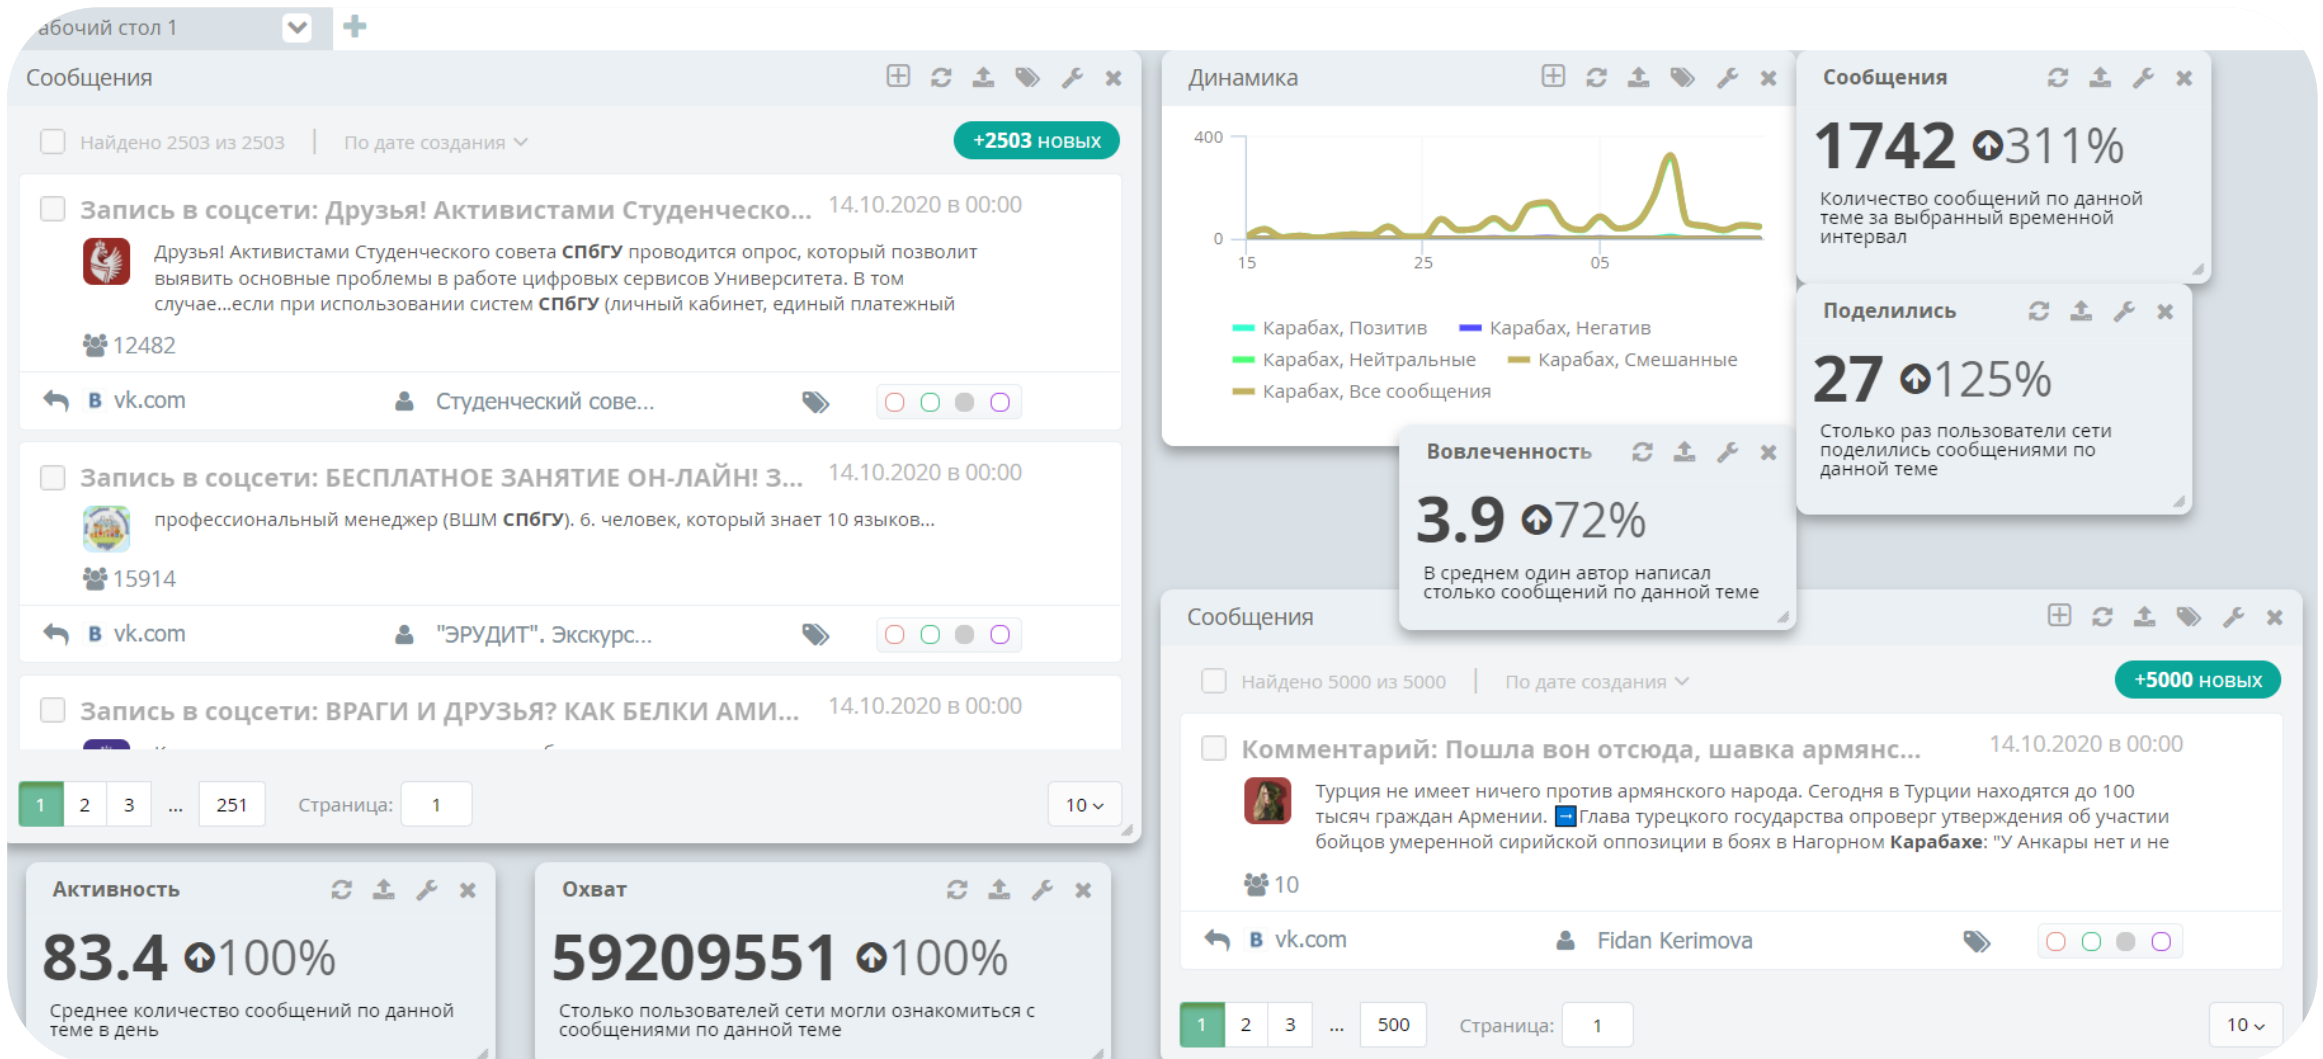 абочий стол 1
Сообщения
Найдено 2503 из 2503 | По дате создания
+2503 новых
Запись в соцсети: Друзья! Активистами Студенческо... 14.10.2020 в 00:00
Друзья! Активистами Студенческого совета СПбГУ проводится опрос, который позволит
выявить основные проблемы в работе цифровых сервисов Университета. В том
случае...если при использовании систем СПбГУ (личный кабинет, единый платежный
12482
vk.com Студенческий сове...
Запись в соцсети: БЕСПЛАТНОЕ ЗАНЯТИЕ ОН-ЛАЙН! З... 14.10.2020 в 00:00
профессиональный менеджер (ВШМ СПбГУ). 6. человек, который знает 10 языков...
15914
vk.com "ЭРУДИТ". Экскурс...
Запись в соцсети: ВРАГИ И ДРУЗЬЯ? КАК БЕЛКИ АМИ... 14.10.2020 в 00:00
1 2 3 ... 251 Страница: 1 10
Активность
83.4 100%
Среднее количество сообщений по данной
теме в день
Охват
59209551 100%
Столько пользователей сети могли ознакомиться с
сообщениями по данной теме
Динамика
400
0
15 25 05
Карабах, Позитив Карабах, Негатив
Карабах, Нейтральные Карабах, Смешанные
Карабах, Все сообщения
Сообщения
1742 311%
Количество сообщений по данной
теме за выбранный временной
интервал
Поделились
27 125%
Столько раз пользователи сети
поделились сообщениями по
данной теме
Вовлеченность
3.9 72%
В среднем один автор написал
столько сообщений по данной теме
Сообщения
Найдено 5000 из 5000 | По дате создания
+5000 новых
Комментарий: Пошла вон отсюда, шавка армянс... 14.10.2020 в 00:00
Турция не имеет ничего против армянского народа. Сегодня в Турции находятся до 100
тысяч граждан Армении. ➡Глава турецкого государства опроверг утверждения об участии
бойцов умеренной сирийской оппозиции в боях в Нагорном Карабахе: "У Анкары нет и не
10
vk.com Fidan Kerimova
1 2 3 ... 500 Страница: 1 10